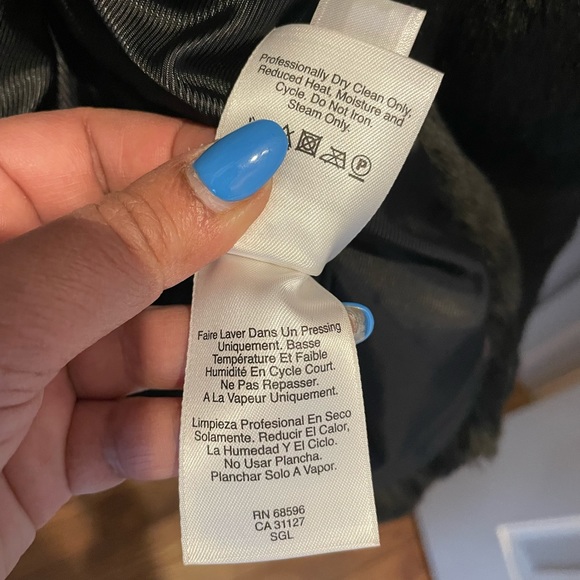 Professionally Dry Clean Only.
Reduced Heat, Moisture and
Cycle. Do Not Iron.
Steam Only.
P
Faire Laver Dans Un Pressing
Uniquement. Basse
Température Et Faible
Humidité En Cycle Court.
Ne Pas Repasser.
A La Vapeur Uniquement.
Limpieza Profesional En Seco
Solamente. Reducir El Calor,
La Humedad Y El Ciclo.
No Usar Plancha.
Planchar Solo A Vapor.
RN 68596
CA 31127
SGL